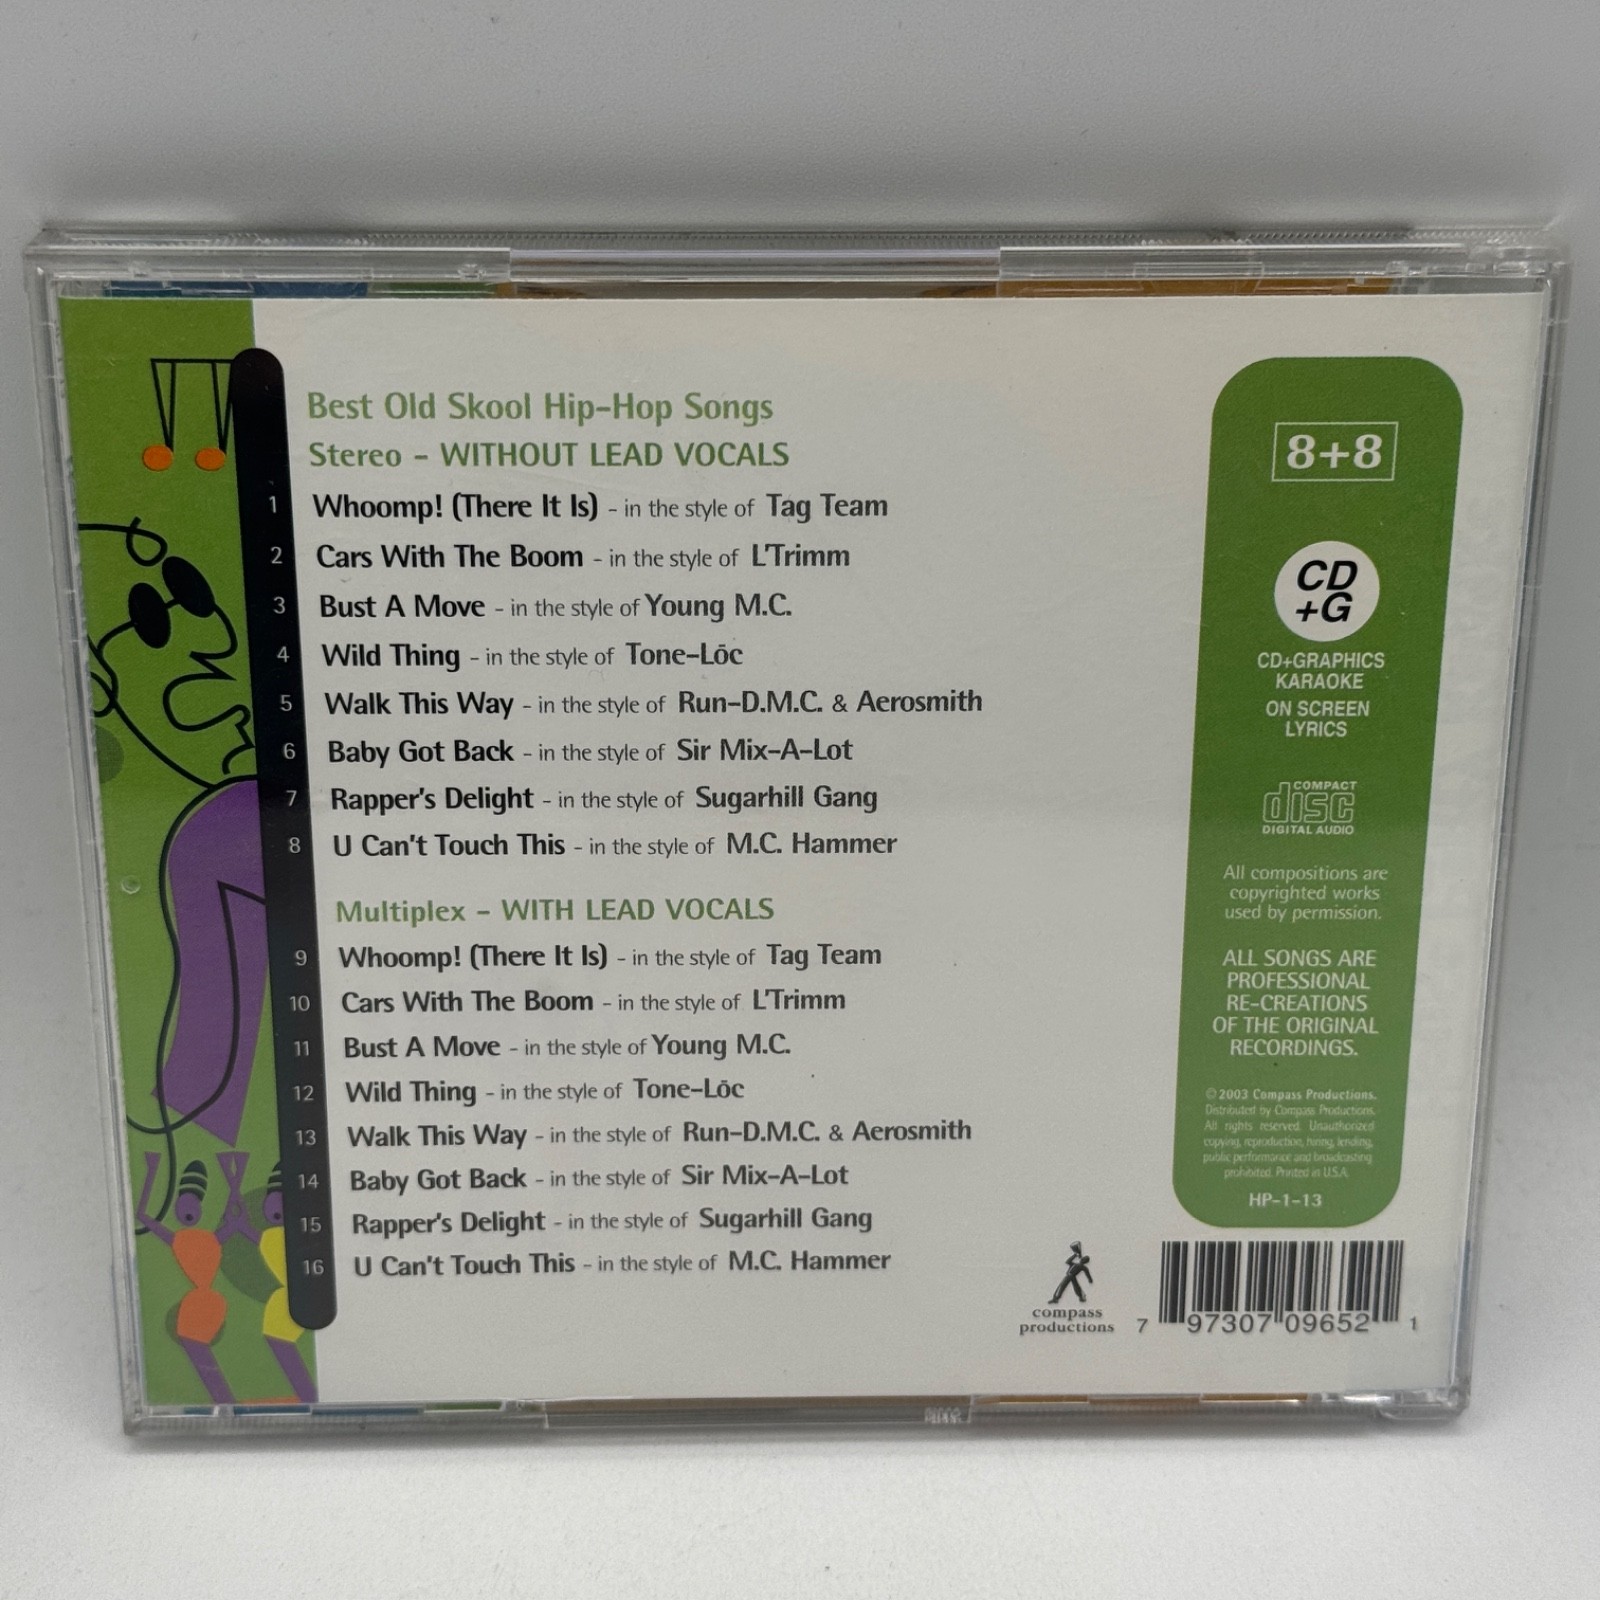 Best Old Skool Hip-Hop Songs
Stereo - WITHOUT LEAD VOCALS
1 Whoomp! (There It Is) - in the style of Tag Team
2 Cars With The Boom - in the style of L'Trimm
3 Bust A Move - in the style of Young M.C.
4 Wild Thing - in the style of Tone-Lōc
5 Walk This Way - in the style of Run-D.M.C. & Aerosmith
6 Baby Got Back - in the style of Sir Mix-A-Lot
7 Rapper's Delight - in the style of Sugarhill Gang
8 U Can't Touch This - in the style of M.C. Hammer
Multiplex - WITH LEAD VOCALS
9 Whoomp! (There It Is) - in the style of Tag Team
10 Cars With The Boom - in the style of L'Trimm
11 Bust A Move - in the style of Young M.C.
12 Wild Thing - in the style of Tone-Lōc
13 Walk This Way - in the style of Run-D.M.C. & Aerosmith
14 Baby Got Back - in the style of Sir Mix-A-Lot
15 Rapper's Delight - in the style of Sugarhill Gang
16 U Can't Touch This - in the style of M.C. Hammer
8+8
CD
+G
CD+GRAPHICS
KARAOKE
ON SCREEN
LYRICS
COMPACT
disc
DIGITAL AUDIO
All compositions are
copyrighted works
used by permission.
ALL SONGS ARE
PROFESSIONAL
RE-CREATIONS
OF THE ORIGINAL
RECORDINGS.
©2003 Compass Productions.
Distributed by Compass Productions.
All rights reserved. Unauthorized
copying, reproduction, hiring, lending,
public performance and broadcasting
prohibited. Printed in U.S.A.
HP-1-13
compass
productions
7 97307 09652 1